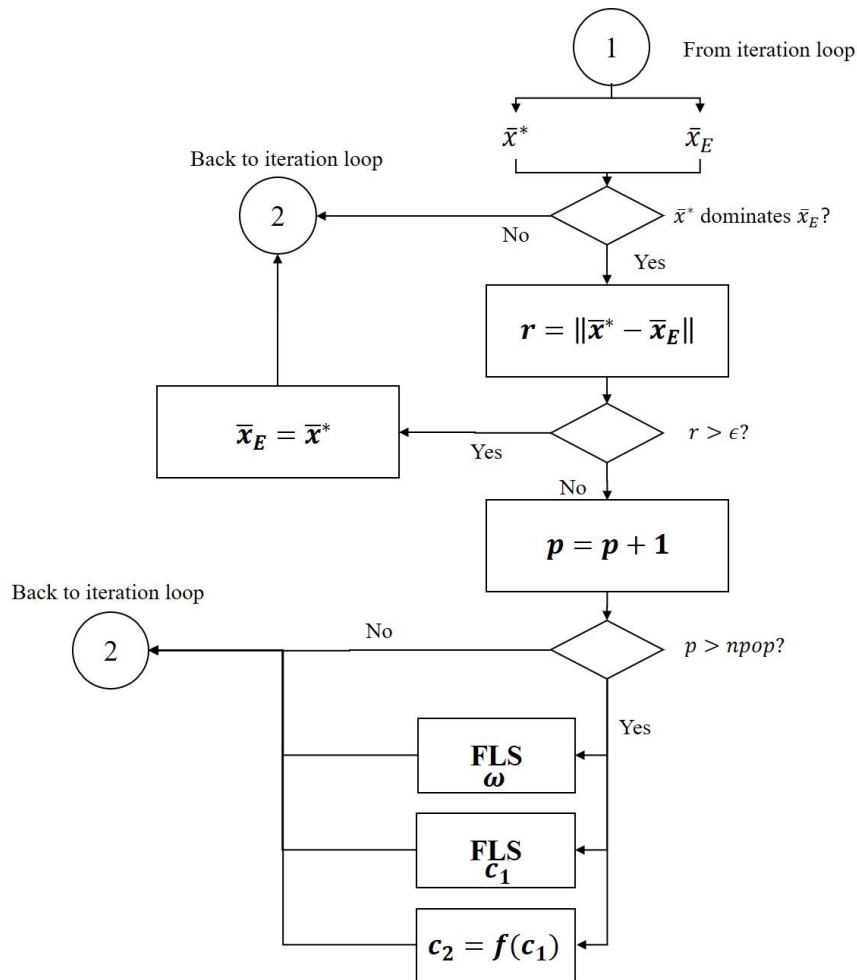 1
From iteration loop
x̄*
x̄_E
Back to iteration loop
2
x̄* dominates x̄_E?
No
Yes
r = ‖x̄* − x̄_E‖
x̄_E = x̄*
r > ϵ?
Yes
No
p = p + 1
Back to iteration loop
2
No
p > npop?
Yes
FLS
ω
FLS
c₁
c₂ = f(c₁)